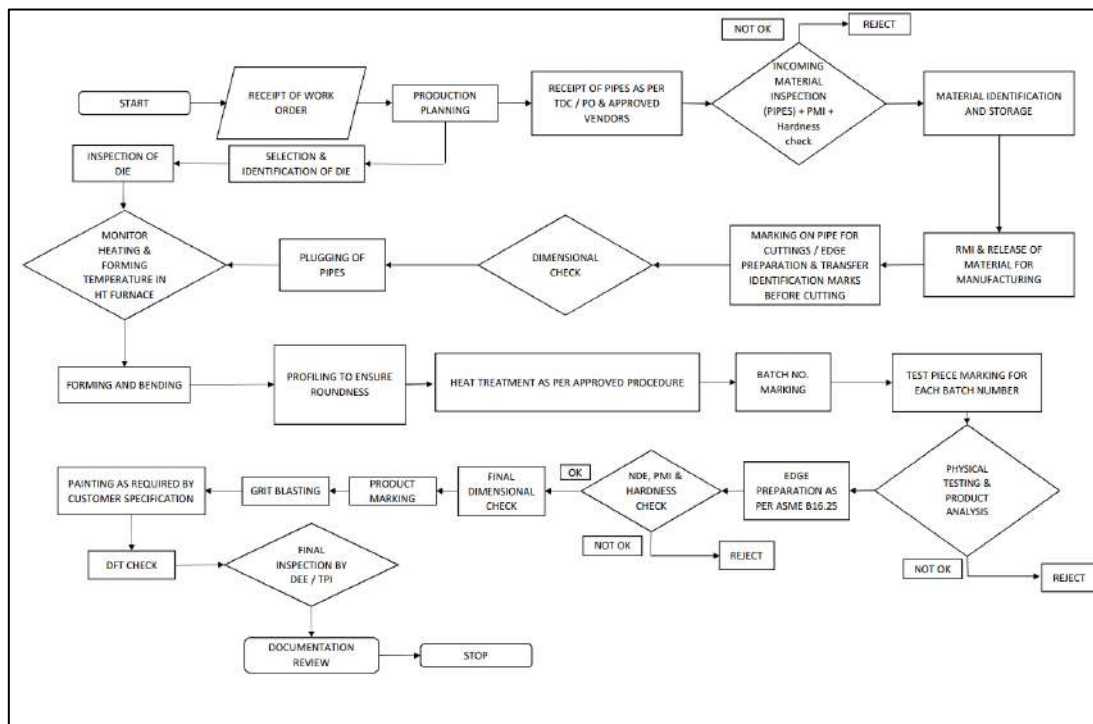 NOT OK
REJECT
START
RECEIPT OF WORK
ORDER
PRODUCTION
PLANNING
RECEIPT OF PIPES AS PER
TDC / PO & APPROVED
VENDORS
INCOMING
MATERIAL
INSPECTION
(PIPES) + PMI +
Hardness
check
MATERIAL IDENTIFICATION
AND STORAGE
INSPECTION OF
DIE
SELECTION &
IDENTIFICATION OF DIE
MONITOR
HEATING &
FORMING
TEMPERATURE IN
HT FURNACE
PLUGGING OF
PIPES
DIMENSIONAL
CHECK
MARKING ON PIPE FOR
CUTTINGS / EDGE
PREPARATION & TRANSFER
IDENTIFICATION MARKS
BEFORE CUTTING
RMI & RELEASE OF
MATERIAL FOR
MANUFACTURING
FORMING AND BENDING
PROFILING TO ENSURE
ROUNDNESS
HEAT TREATMENT AS PER APPROVED PROCEDURE
BATCH NO.
MARKING
TEST PIECE MARKING FOR
EACH BATCH NUMBER
PAINTING AS REQUIRED BY
CUSTOMER SPECIFICATION
GRIT BLASTING
PRODUCT
MARKING
FINAL
DIMENSIONAL
CHECK
OK
NDE, PMI &
HARDNESS
CHECK
NOT OK
REJECT
EDGE
PREPARATION AS
PER ASME B16.25
PHYSICAL
TESTING &
PRODUCT
ANALYSIS
NOT OK
REJECT
DFT CHECK
FINAL
INSPECTION BY
DEE / TPI
DOCUMENTATION
REVIEW
STOP